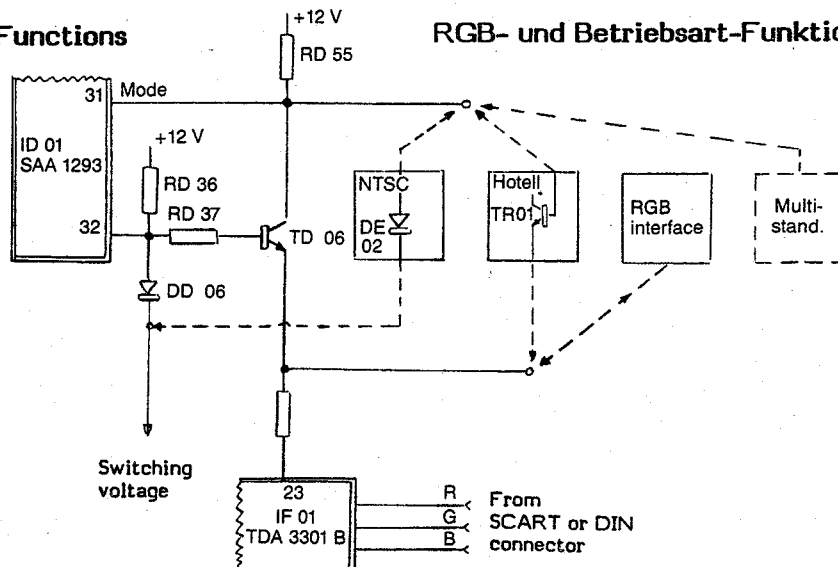 Functions
RGB- und Betriebsart-Funktio
+12 V
RD 55
31
Mode
ID 01
SAA 1293
+12 V
RD 36
RD 37
32
TD 06
DD 06
NTSC
DE
02
Hotell
TR01
RGB
interface
Multi-
stand.
Switching
voltage
23
IF 01
TDA 3301 B
R
G
B
From
SCART or DIN
connector